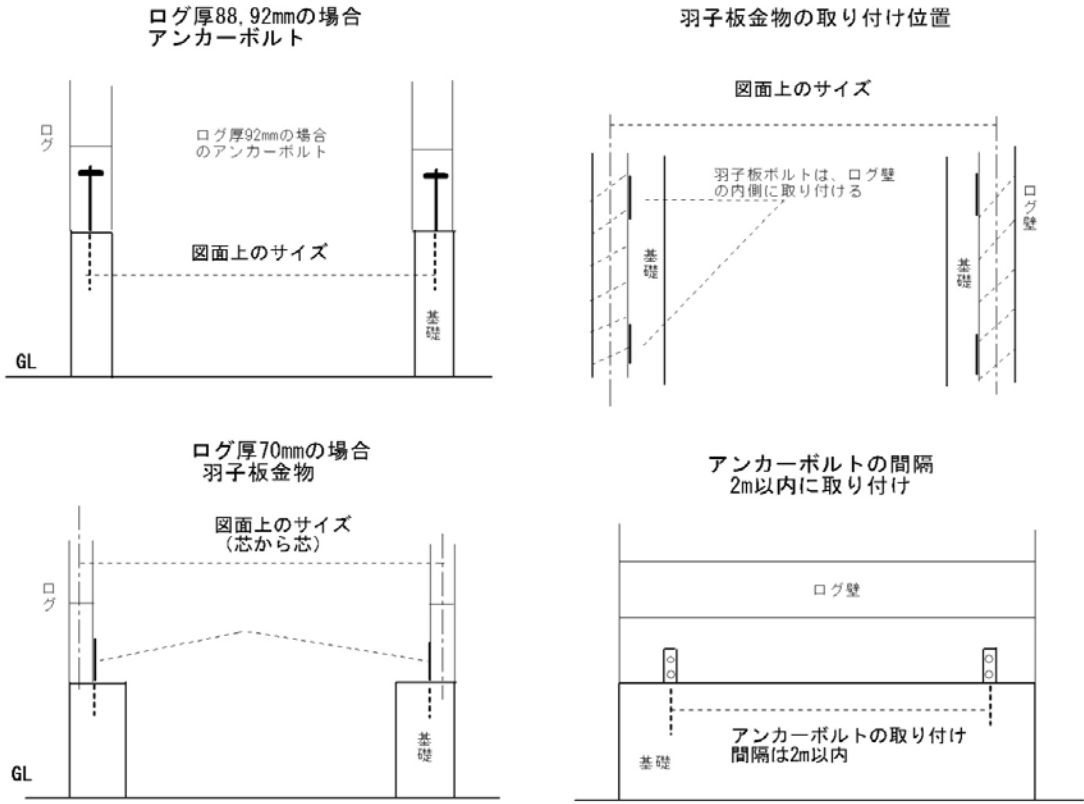 ログ厚88,92mmの場合
アンカーボルト
ログ
ログ厚92mmの場合
のアンカーボルト
図面上のサイズ
基礎
GL
羽子板金物の取り付け位置
図面上のサイズ
羽子板ボルトは、ログ壁
の内側に取り付ける
ログ壁
基礎
基礎
ログ厚70mmの場合
羽子板金物
図面上のサイズ
(芯から芯)
ログ
基礎
GL
アンカーボルトの間隔
2m以内に取り付け
ログ壁
アンカーボルトの取り付け
間隔は2m以内
基礎